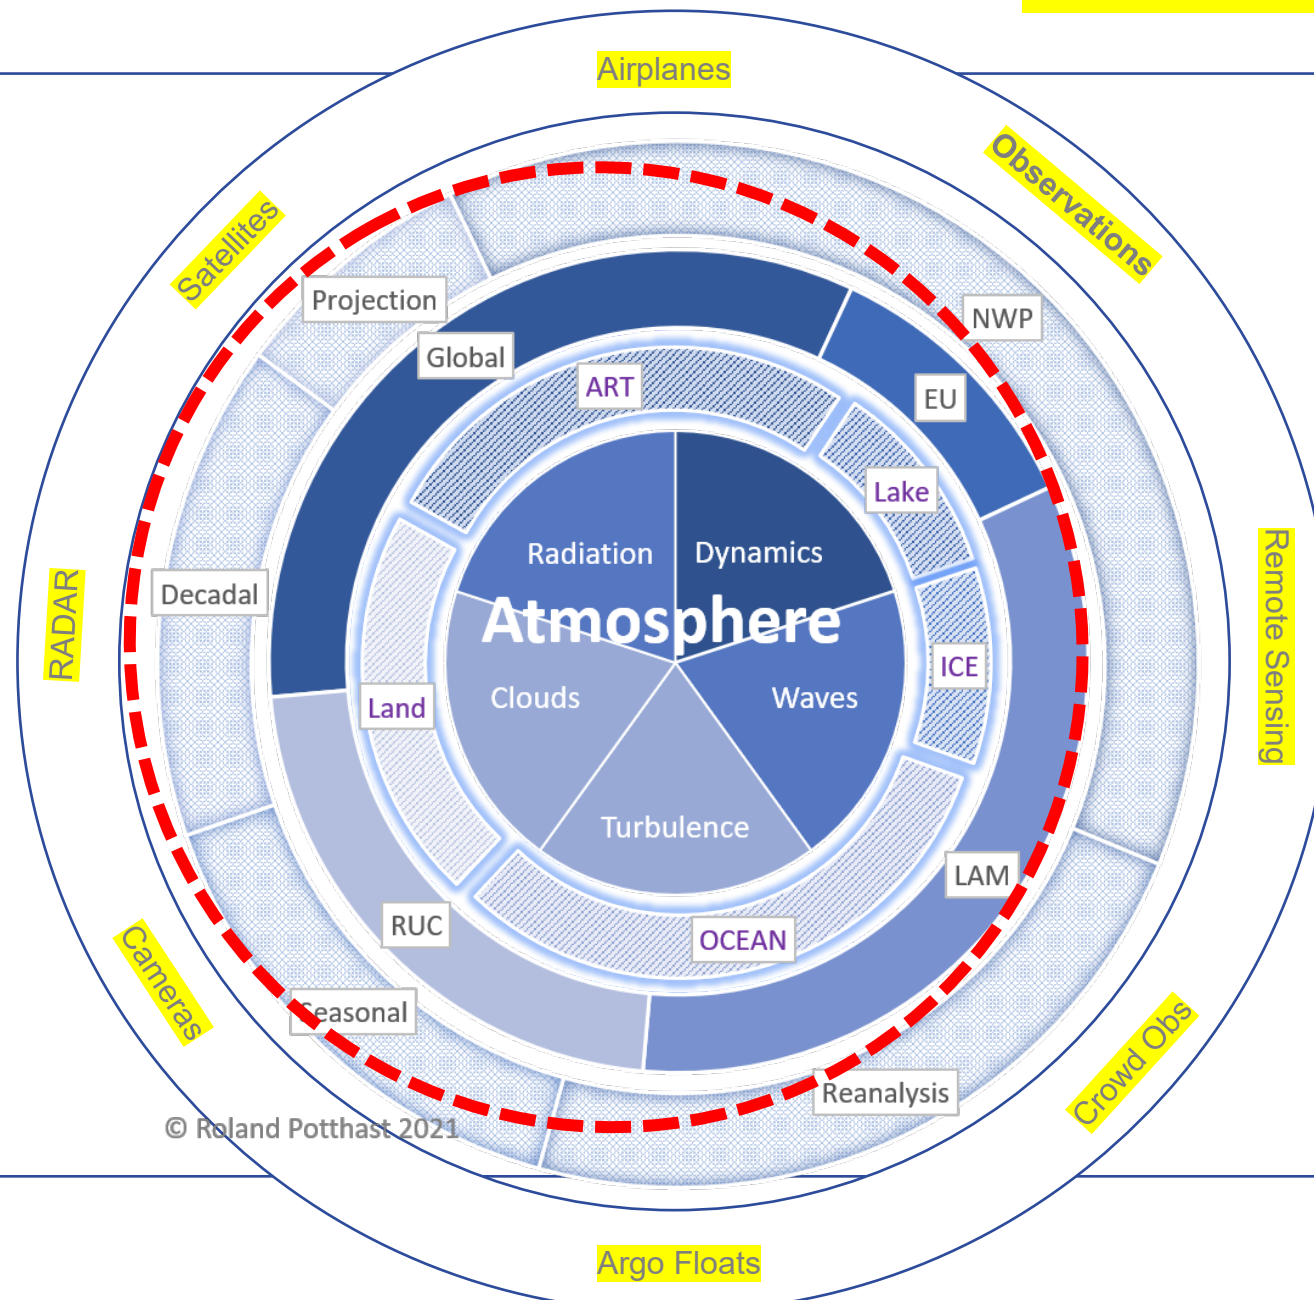 Airplanes
Observations
Satellites
Projection
NWP
Global
ART
EU
Lake
Radiation
Dynamics
Atmosphere
Decadal
RADAR
Remote Sensing
ICE
Clouds
Waves
Land
Turbulence
LAM
RUC
OCEAN
Cameras
Seasonal
Crowd Obs
Reanalysis
© Roland Potthast 2021
Argo Floats